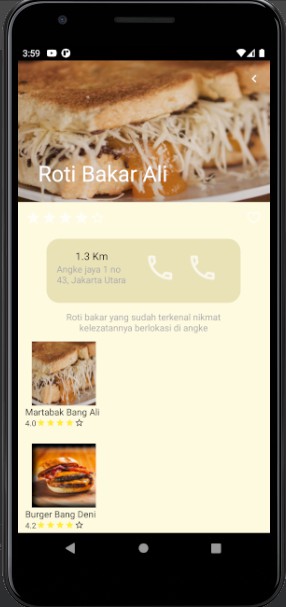 3:59
Roti Bakar Ali
1.3 Km
Angke jaya 1 no
43, Jakarta Utara
Roti bakar yang sudah terkenal nikmat
kelezatannya berlokasi di angke
Martabak Bang Ali
4.0
Burger Bang Deni
4.2